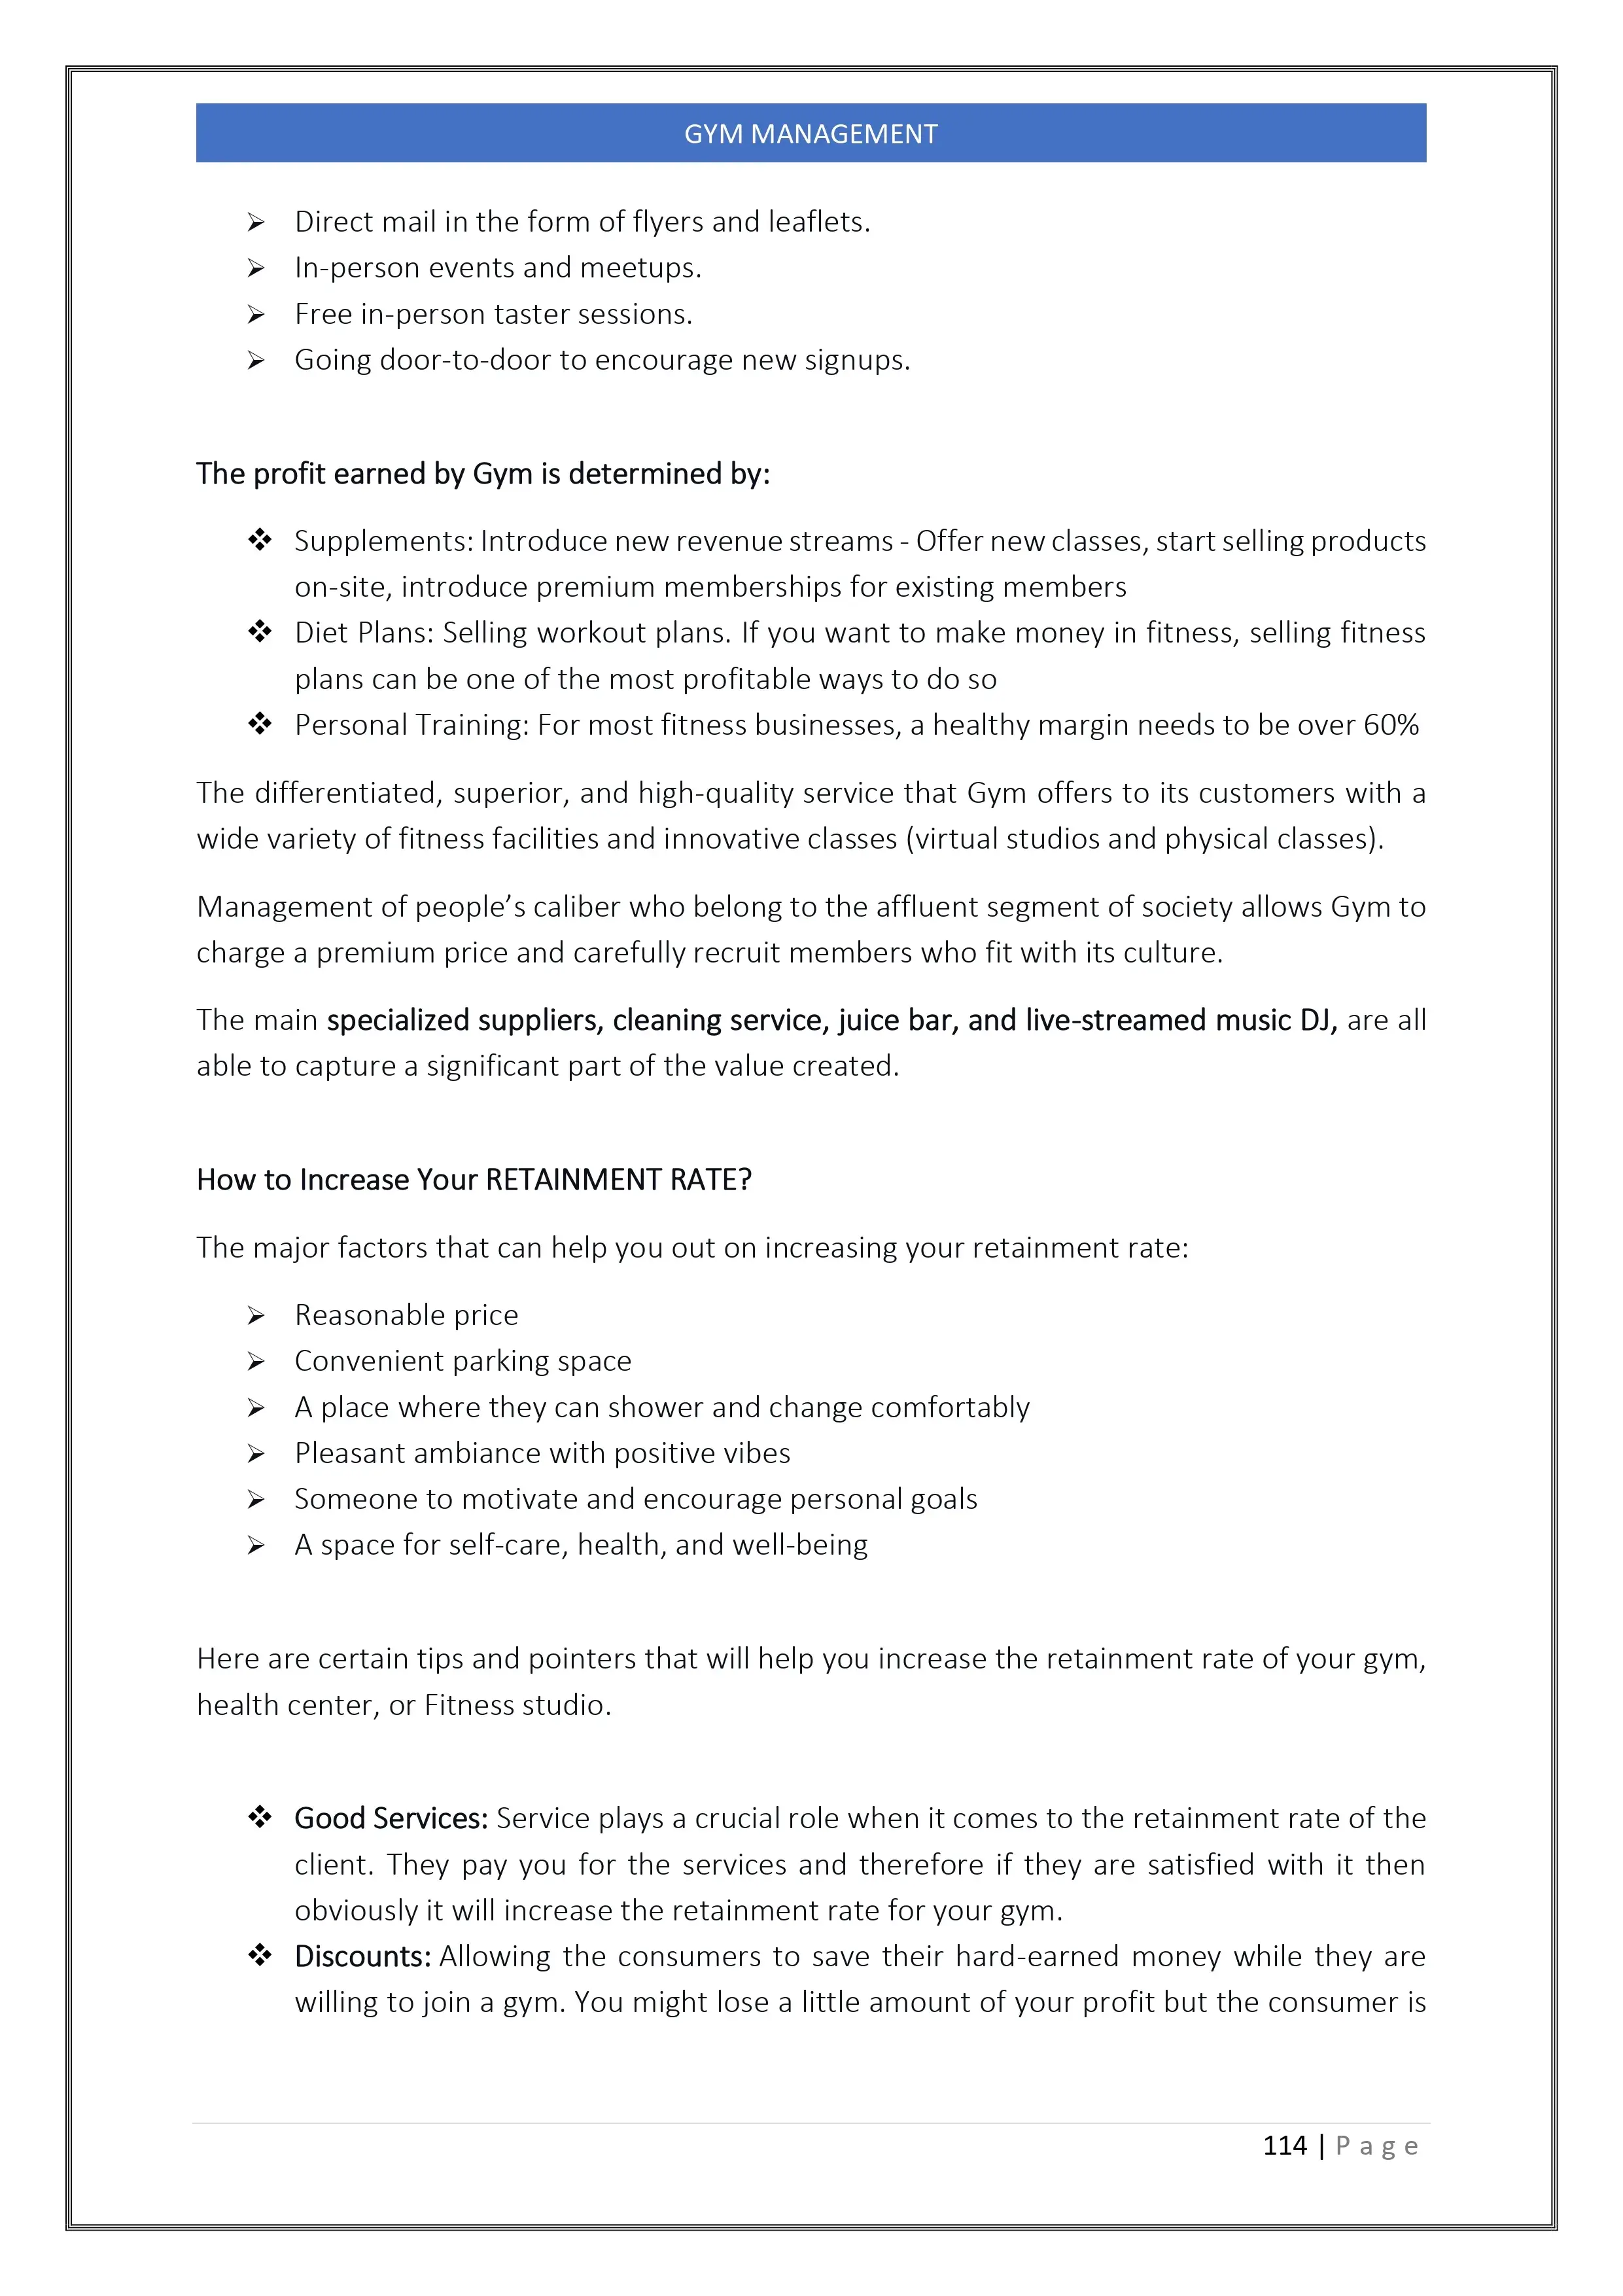 GYM MANAGEMENT
➢ Direct mail in the form of flyers and leaflets.
➢ In-person events and meetups.
➢ Free in-person taster sessions.
➢ Going door-to-door to encourage new signups.
The profit earned by Gym is determined by:
❖ Supplements: Introduce new revenue streams - Offer new classes, start selling products
on-site, introduce premium memberships for existing members
❖ Diet Plans: Selling workout plans. If you want to make money in fitness, selling fitness
plans can be one of the most profitable ways to do so
❖ Personal Training: For most fitness businesses, a healthy margin needs to be over 60%
The differentiated, superior, and high-quality service that Gym offers to its customers with a
wide variety of fitness facilities and innovative classes (virtual studios and physical classes).
Management of people’s caliber who belong to the affluent segment of society allows Gym to
charge a premium price and carefully recruit members who fit with its culture.
The main specialized suppliers, cleaning service, juice bar, and live-streamed music DJ, are all
able to capture a significant part of the value created.
How to Increase Your RETAINMENT RATE?
The major factors that can help you out on increasing your retainment rate:
➢ Reasonable price
➢ Convenient parking space
➢ A place where they can shower and change comfortably
➢ Pleasant ambiance with positive vibes
➢ Someone to motivate and encourage personal goals
➢ A space for self-care, health, and well-being
Here are certain tips and pointers that will help you increase the retainment rate of your gym,
health center, or Fitness studio.
❖ Good Services: Service plays a crucial role when it comes to the retainment rate of the
client. They pay you for the services and therefore if they are satisfied with it then
obviously it will increase the retainment rate for your gym.
❖ Discounts: Allowing the consumers to save their hard-earned money while they are
willing to join a gym. You might lose a little amount of your profit but the consumer is
114 | P a g e